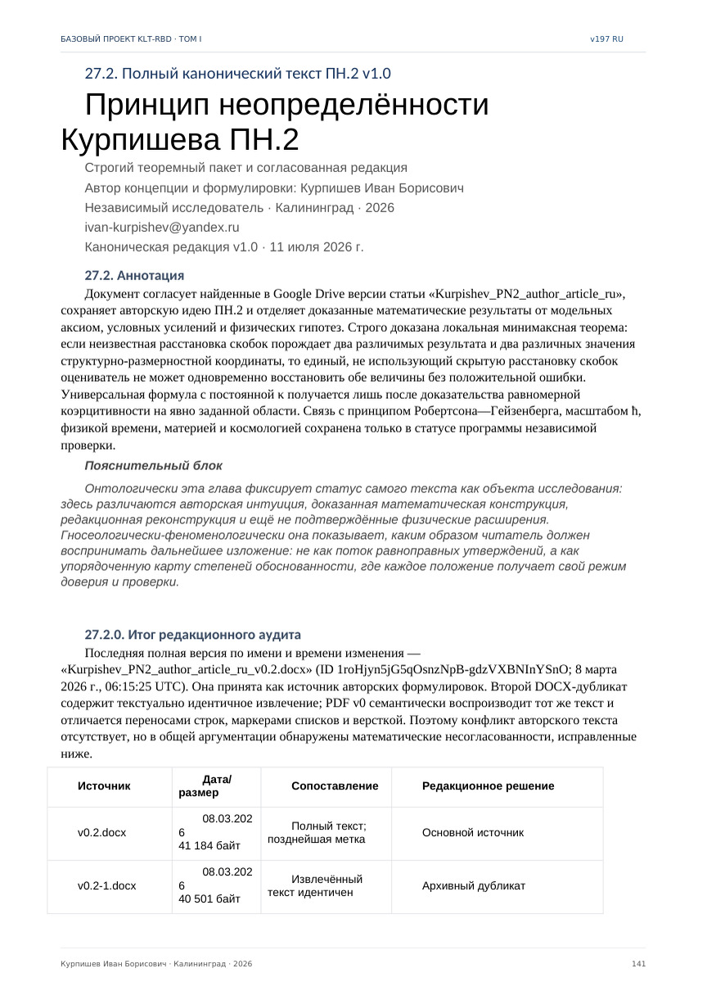 БАЗОВЫЙ ПРОЕКТ KLT-RBD · ТОМ I
v197 RU
27.2. Полный канонический текст ПН.2 v1.0
Принцип неопределённости
Курпишева ПН.2
Строгий теоремный пакет и согласованная редакция
Автор концепции и формулировки: Курпишев Иван Борисович
Независимый исследователь · Калининград · 2026
ivan-kurpishev@yandex.ru
Каноническая редакция v1.0 · 11 июля 2026 г.
27.2. Аннотация
Документ согласует найденные в Google Drive версии статьи «Kurpishev_PN2_author_article_ru»,
сохраняет авторскую идею ПН.2 и отделяет доказанные математические результаты от модельных
аксиом, условных усилений и физических гипотез. Строго доказана локальная минимаксная теорема:
если неизвестная расстановка скобок порождает два различимых результата и два различных значения
структурно-размерностной координаты, то единый, не использующий скрытую расстановку скобок
оцениватель не может одновременно восстановить обе величины без положительной ошибки.
Универсальная формула с постоянной κ получается лишь после доказательства равномерной
коэрцитивности на явно заданной области. Связь с принципом Робертсона—Гейзенберга, масштабом ħ,
физикой времени, материей и космологией сохранена только в статусе программы независимой
проверки.
Пояснительный блок
Онтологически эта глава фиксирует статус самого текста как объекта исследования:
здесь различаются авторская интуиция, доказанная математическая конструкция,
редакционная реконструкция и ещё не подтверждённые физические расширения.
Гносеологически-феноменологически она показывает, каким образом читатель должен
воспринимать дальнейшее изложение: не как поток равноправных утверждений, а как
упорядоченную карту степеней обоснованности, где каждое положение получает свой режим
доверия и проверки.
27.2.0. Итог редакционного аудита
Последняя полная версия по имени и времени изменения —
«Kurpishev_PN2_author_article_ru_v0.2.docx» (ID 1roHjyn5jG5qOsnzNpB-gdzVXBNInYSnO; 8 марта
2026 г., 06:15:25 UTC). Она принята как источник авторских формулировок. Второй DOCX-дубликат
содержит текстуально идентичное извлечение; PDF v0 семантически воспроизводит тот же текст и
отличается переносами строк, маркерами списков и версткой. Поэтому конфликт авторского текста
отсутствует, но в общей аргументации обнаружены математические несогласованности, исправленные
ниже.
Источник
Дата/
размер
Сопоставление
Редакционное решение
v0.2.docx
08.03.202
6
41 184 байт
Полный текст;
позднейшая метка
Основной источник
v0.2-1.docx
08.03.202
6
40 501 байт
Извлечённый
текст идентичен
Архивный дубликат
Курпишев Иван Борисович · Калининград · 2026
141